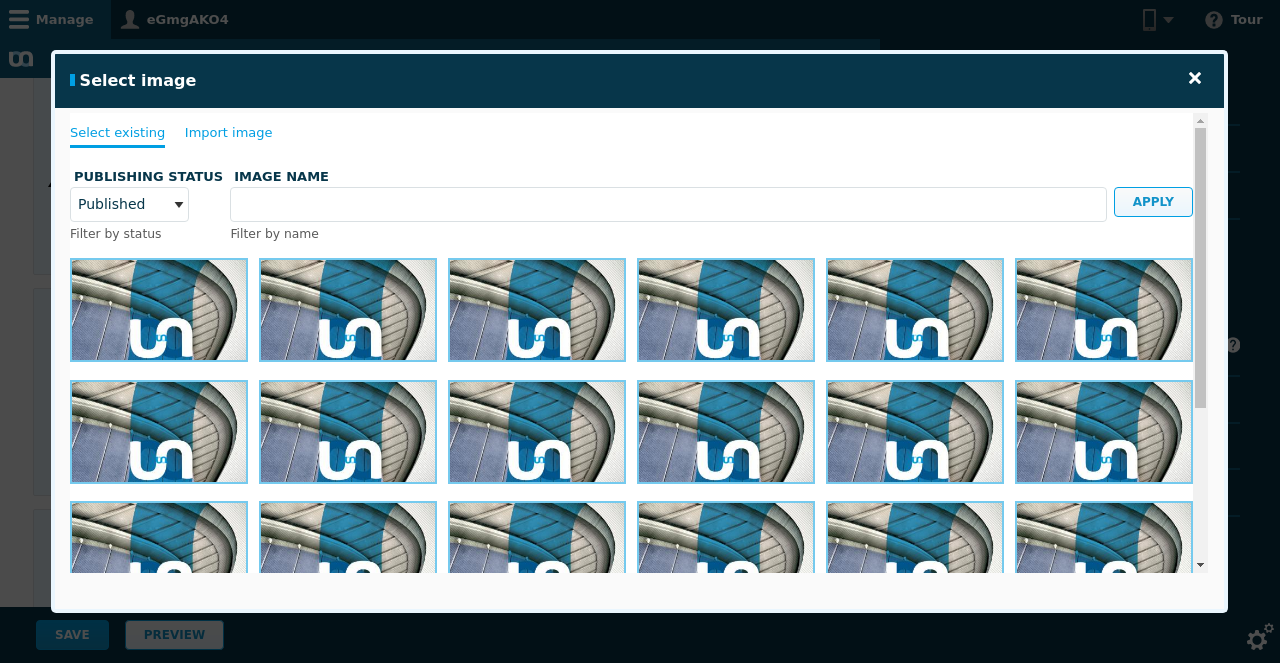 Manage
eGmgAKO4
Tour
Select image
Select existing
Import image
PUBLISHING STATUS
IMAGE NAME
Published
APPLY
Filter by status
Filter by name
SAVE
PREVIEW